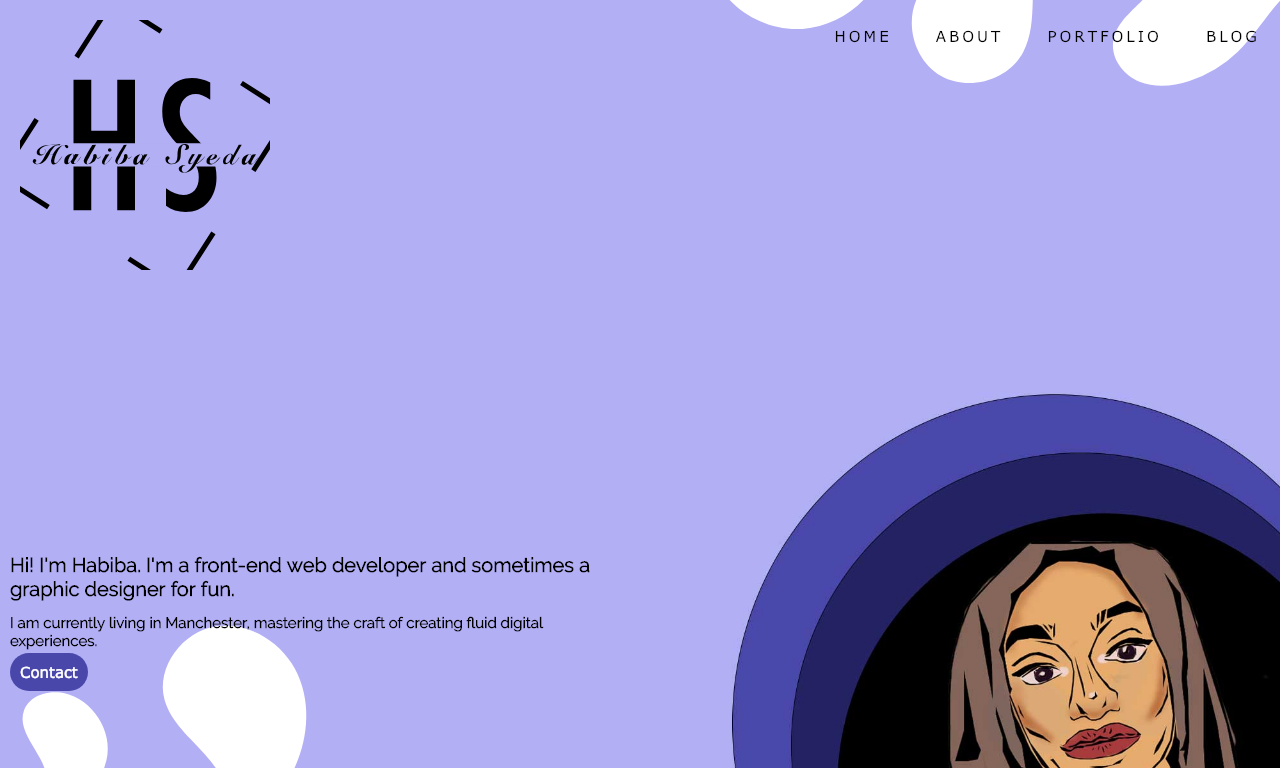 HS
Habiba Syeda
HOME ABOUT PORTFOLIO BLOG
Hi! I'm Habiba. I'm a front-end web developer and sometimes a
graphic designer for fun.
I am currently living in Manchester, mastering the craft of creating fluid digital
experiences.
Contact